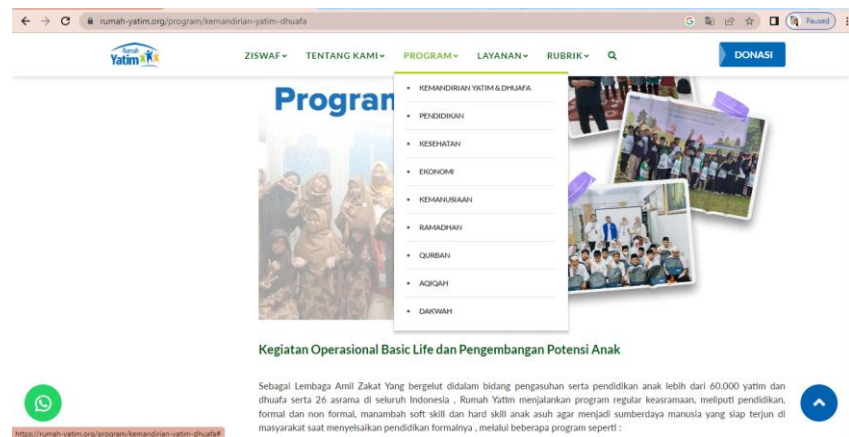 rumah-yatim.org/program/kemandirian-yatim-dhuafa
Paused
Rumah
Yatim
ZISWAF
TENTANG KAMI
PROGRAM
LAYANAN
RUBRIK
DONASI
Program
KEMANDIRIAN YATIM & DHUAFA
PENDIDIKAN
KESEHATAN
EKONOMI
KEMANUSIAAN
RAMADHAN
QURBAN
AQIQAH
DAKWAH
Kegiatan Operasional Basic Life dan Pengembangan Potensi Anak
Sebagai Lembaga Amil Zakat Yang bergelut didalam bidang pengasuhan serta pendidikan anak lebih dari 60.000 yatim dan
dhuafa serta 26 asrama di seluruh Indonesia , Rumah Yatim menjalankan program regular keasramaan, meliputi pendidikan,
formal dan non formal, manambah soft skill dan hard skill anak asuh agar menjadi sumberdaya manusia yang siap terjun di
masyarakat saat menyelsaikan pendidikan formalnya , melalui beberapa program seperti :
https://rumah-yatim.org/program/kemandirian-yatim-dhuafa#